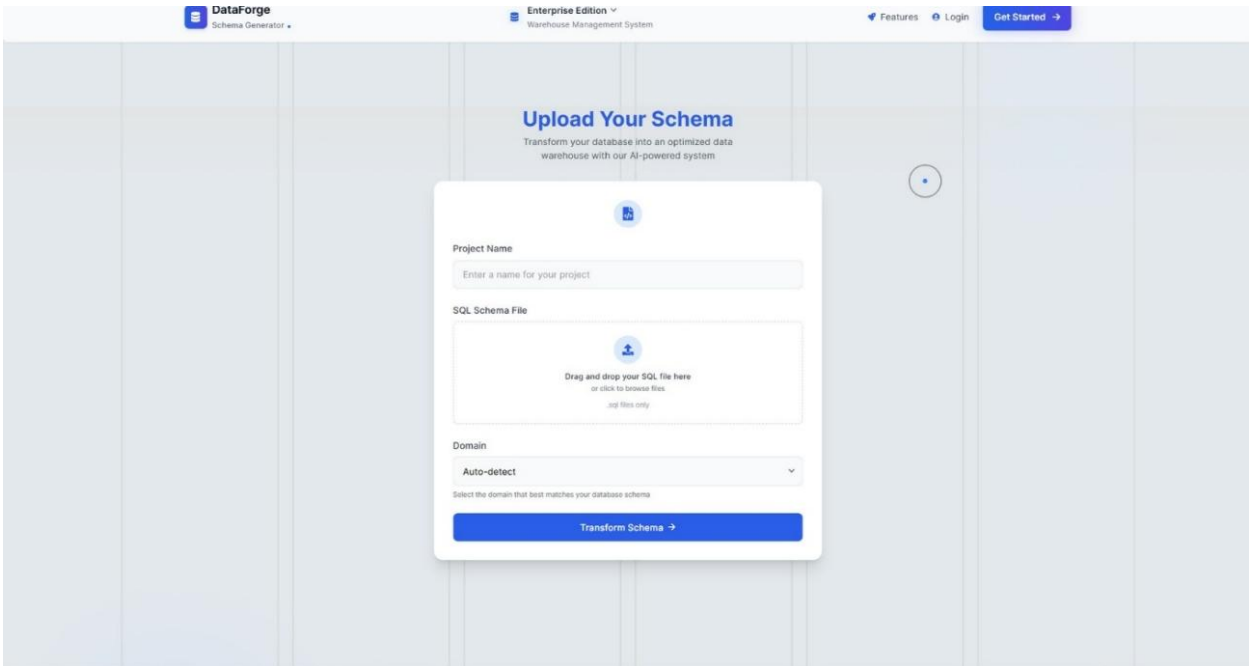 DataForge
Schema Generator
Enterprise Edition
Warehouse Management System
Features
Login
Get Started →
Upload Your Schema
Transform your database into an optimized data
warehouse with our AI-powered system
Project Name
Enter a name for your project
SQL Schema File
Drag and drop your SQL file here
or click to browse files
.sql files only
Domain
Auto-detect
Select the domain that best matches your database schema
Transform Schema →